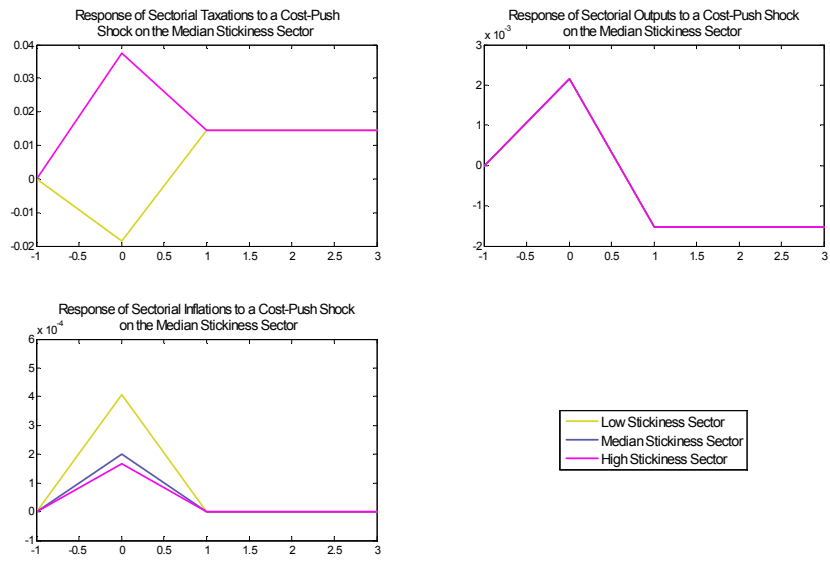 Response of Sectorial Taxations to a Cost-Push
Shock on the Median Stickiness Sector
0.04
0.03
0.02
0.01
0
-0.01
-0.02
-1 -0.5 0 0.5 1 1.5 2 2.5 3
Response of Sectorial Outputs to a Cost-Push Shock
on the Median Stickiness Sector
x 10-3
3
2
1
0
-1
-2
-1 -0.5 0 0.5 1 1.5 2 2.5 3
Response of Sectorial Inflations to a Cost-Push Shock
on the Median Stickiness Sector
x 10-4
6
5
4
3
2
1
0
-1
-1 -0.5 0 0.5 1 1.5 2 2.5 3
Low Stickiness Sector
Median Stickiness Sector
High Stickiness Sector